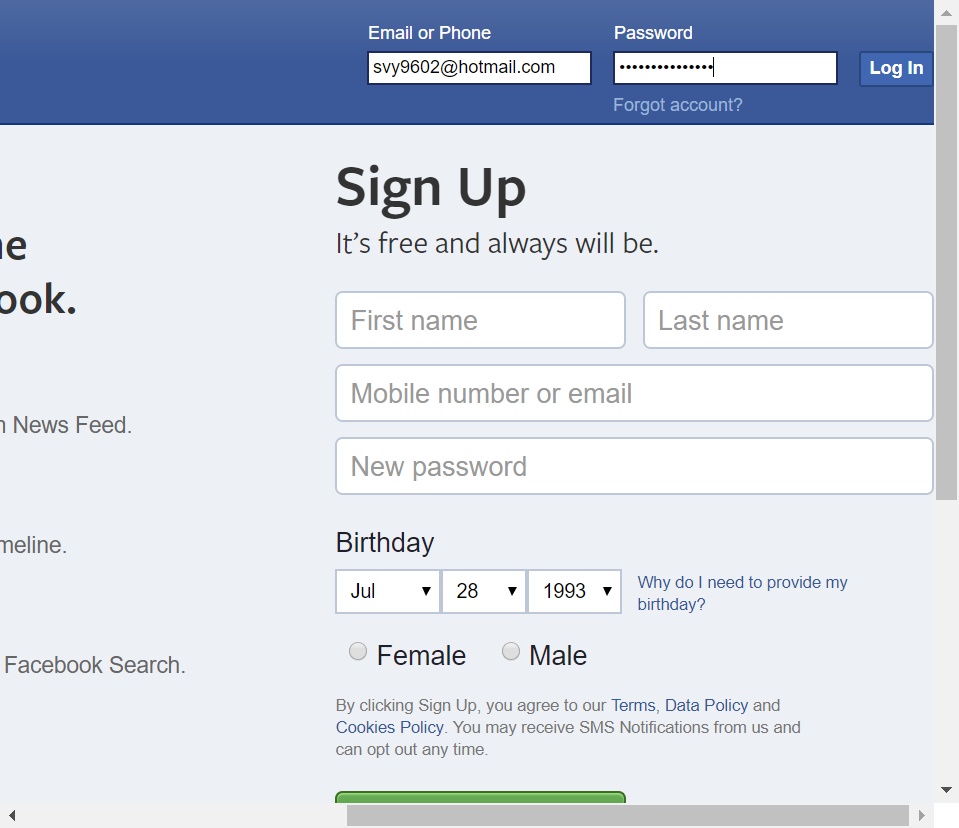 Email or Phone
Password
svy9602@hotmail.com
•••••••••••••••
Log In
Forgot account?
Sign Up
It’s free and always will be.
ook.
First name
Last name
Mobile number or email
News Feed.
New password
Birthday
meline.
Jul
28
1993
Why do I need to provide my
birthday?
Female
Male
Facebook Search.
By clicking Sign Up, you agree to our Terms, Data Policy and
Cookies Policy. You may receive SMS Notifications from us and
can opt out any time.